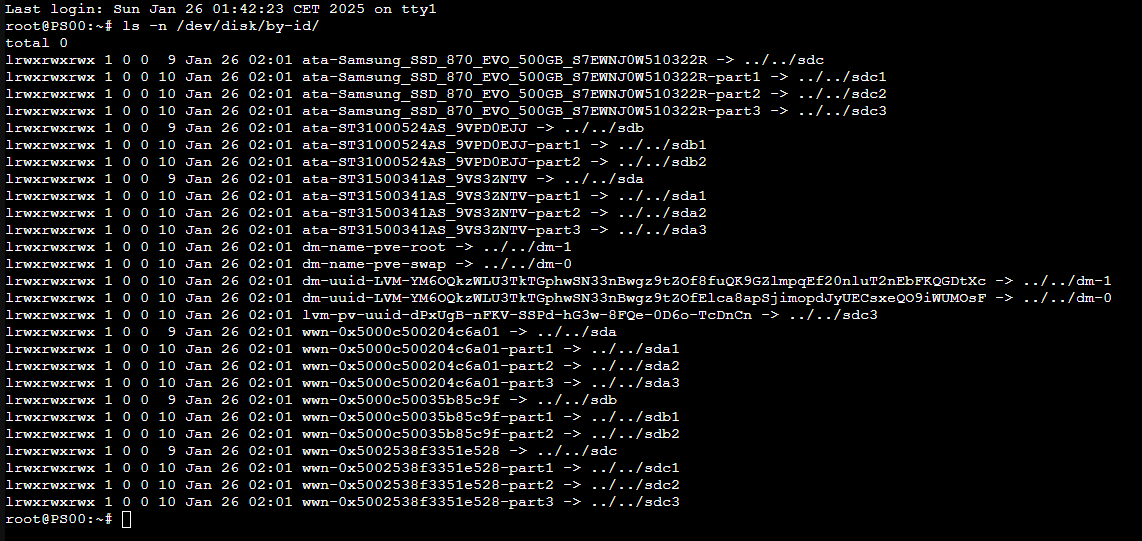 Last login: Sun Jan 26 01:42:23 CET 2025 on tty1
root@PS00:~# ls -n /dev/disk/by-id/
total 0
lrwxrwxrwx 1 0 0  9 Jan 26 02:01 ata-Samsung_SSD_870_EVO_500GB_S7EWNJ0W510322R -> ../../sdc
lrwxrwxrwx 1 0 0 10 Jan 26 02:01 ata-Samsung_SSD_870_EVO_500GB_S7EWNJ0W510322R-part1 -> ../../sdc1
lrwxrwxrwx 1 0 0 10 Jan 26 02:01 ata-Samsung_SSD_870_EVO_500GB_S7EWNJ0W510322R-part2 -> ../../sdc2
lrwxrwxrwx 1 0 0 10 Jan 26 02:01 ata-Samsung_SSD_870_EVO_500GB_S7EWNJ0W510322R-part3 -> ../../sdc3
lrwxrwxrwx 1 0 0  9 Jan 26 02:01 ata-ST31000524AS_9VPD0EJJ -> ../../sdb
lrwxrwxrwx 1 0 0 10 Jan 26 02:01 ata-ST31000524AS_9VPD0EJJ-part1 -> ../../sdb1
lrwxrwxrwx 1 0 0 10 Jan 26 02:01 ata-ST31000524AS_9VPD0EJJ-part2 -> ../../sdb2
lrwxrwxrwx 1 0 0  9 Jan 26 02:01 ata-ST31500341AS_9VS3ZNTV -> ../../sda
lrwxrwxrwx 1 0 0 10 Jan 26 02:01 ata-ST31500341AS_9VS3ZNTV-part1 -> ../../sda1
lrwxrwxrwx 1 0 0 10 Jan 26 02:01 ata-ST31500341AS_9VS3ZNTV-part2 -> ../../sda2
lrwxrwxrwx 1 0 0 10 Jan 26 02:01 ata-ST31500341AS_9VS3ZNTV-part3 -> ../../sda3
lrwxrwxrwx 1 0 0 10 Jan 26 02:01 dm-name-pve-root -> ../../dm-1
lrwxrwxrwx 1 0 0 10 Jan 26 02:01 dm-name-pve-swap -> ../../dm-0
lrwxrwxrwx 1 0 0 10 Jan 26 02:01 dm-uuid-LVM-YM6OQkzWLU3TkTGphwSN33nBwgz9tZOf8fuQK9GZlmpqEf20nluT2nEbFKQGDtXc -> ../../dm-1
lrwxrwxrwx 1 0 0 10 Jan 26 02:01 dm-uuid-LVM-YM6OQkzWLU3TkTGphwSN33nBwgz9tZOfElca8apSjimopdJyUECsxeQO9iWUMOsF -> ../../dm-0
lrwxrwxrwx 1 0 0 10 Jan 26 02:01 lvm-pv-uuid-dPxUgB-nFKV-SSPd-hG3w-8FQe-0D6o-TcDnCn -> ../../sdc3
lrwxrwxrwx 1 0 0  9 Jan 26 02:01 wwn-0x5000c500204c6a01 -> ../../sda
lrwxrwxrwx 1 0 0 10 Jan 26 02:01 wwn-0x5000c500204c6a01-part1 -> ../../sda1
lrwxrwxrwx 1 0 0 10 Jan 26 02:01 wwn-0x5000c500204c6a01-part2 -> ../../sda2
lrwxrwxrwx 1 0 0 10 Jan 26 02:01 wwn-0x5000c500204c6a01-part3 -> ../../sda3
lrwxrwxrwx 1 0 0  9 Jan 26 02:01 wwn-0x5000c50035b85c9f -> ../../sdb
lrwxrwxrwx 1 0 0 10 Jan 26 02:01 wwn-0x5000c50035b85c9f-part1 -> ../../sdb1
lrwxrwxrwx 1 0 0 10 Jan 26 02:01 wwn-0x5000c50035b85c9f-part2 -> ../../sdb2
lrwxrwxrwx 1 0 0  9 Jan 26 02:01 wwn-0x5002538f3351e528 -> ../../sdc
lrwxrwxrwx 1 0 0 10 Jan 26 02:01 wwn-0x5002538f3351e528-part1 -> ../../sdc1
lrwxrwxrwx 1 0 0 10 Jan 26 02:01 wwn-0x5002538f3351e528-part2 -> ../../sdc2
lrwxrwxrwx 1 0 0 10 Jan 26 02:01 wwn-0x5002538f3351e528-part3 -> ../../sdc3
root@PS00:~#